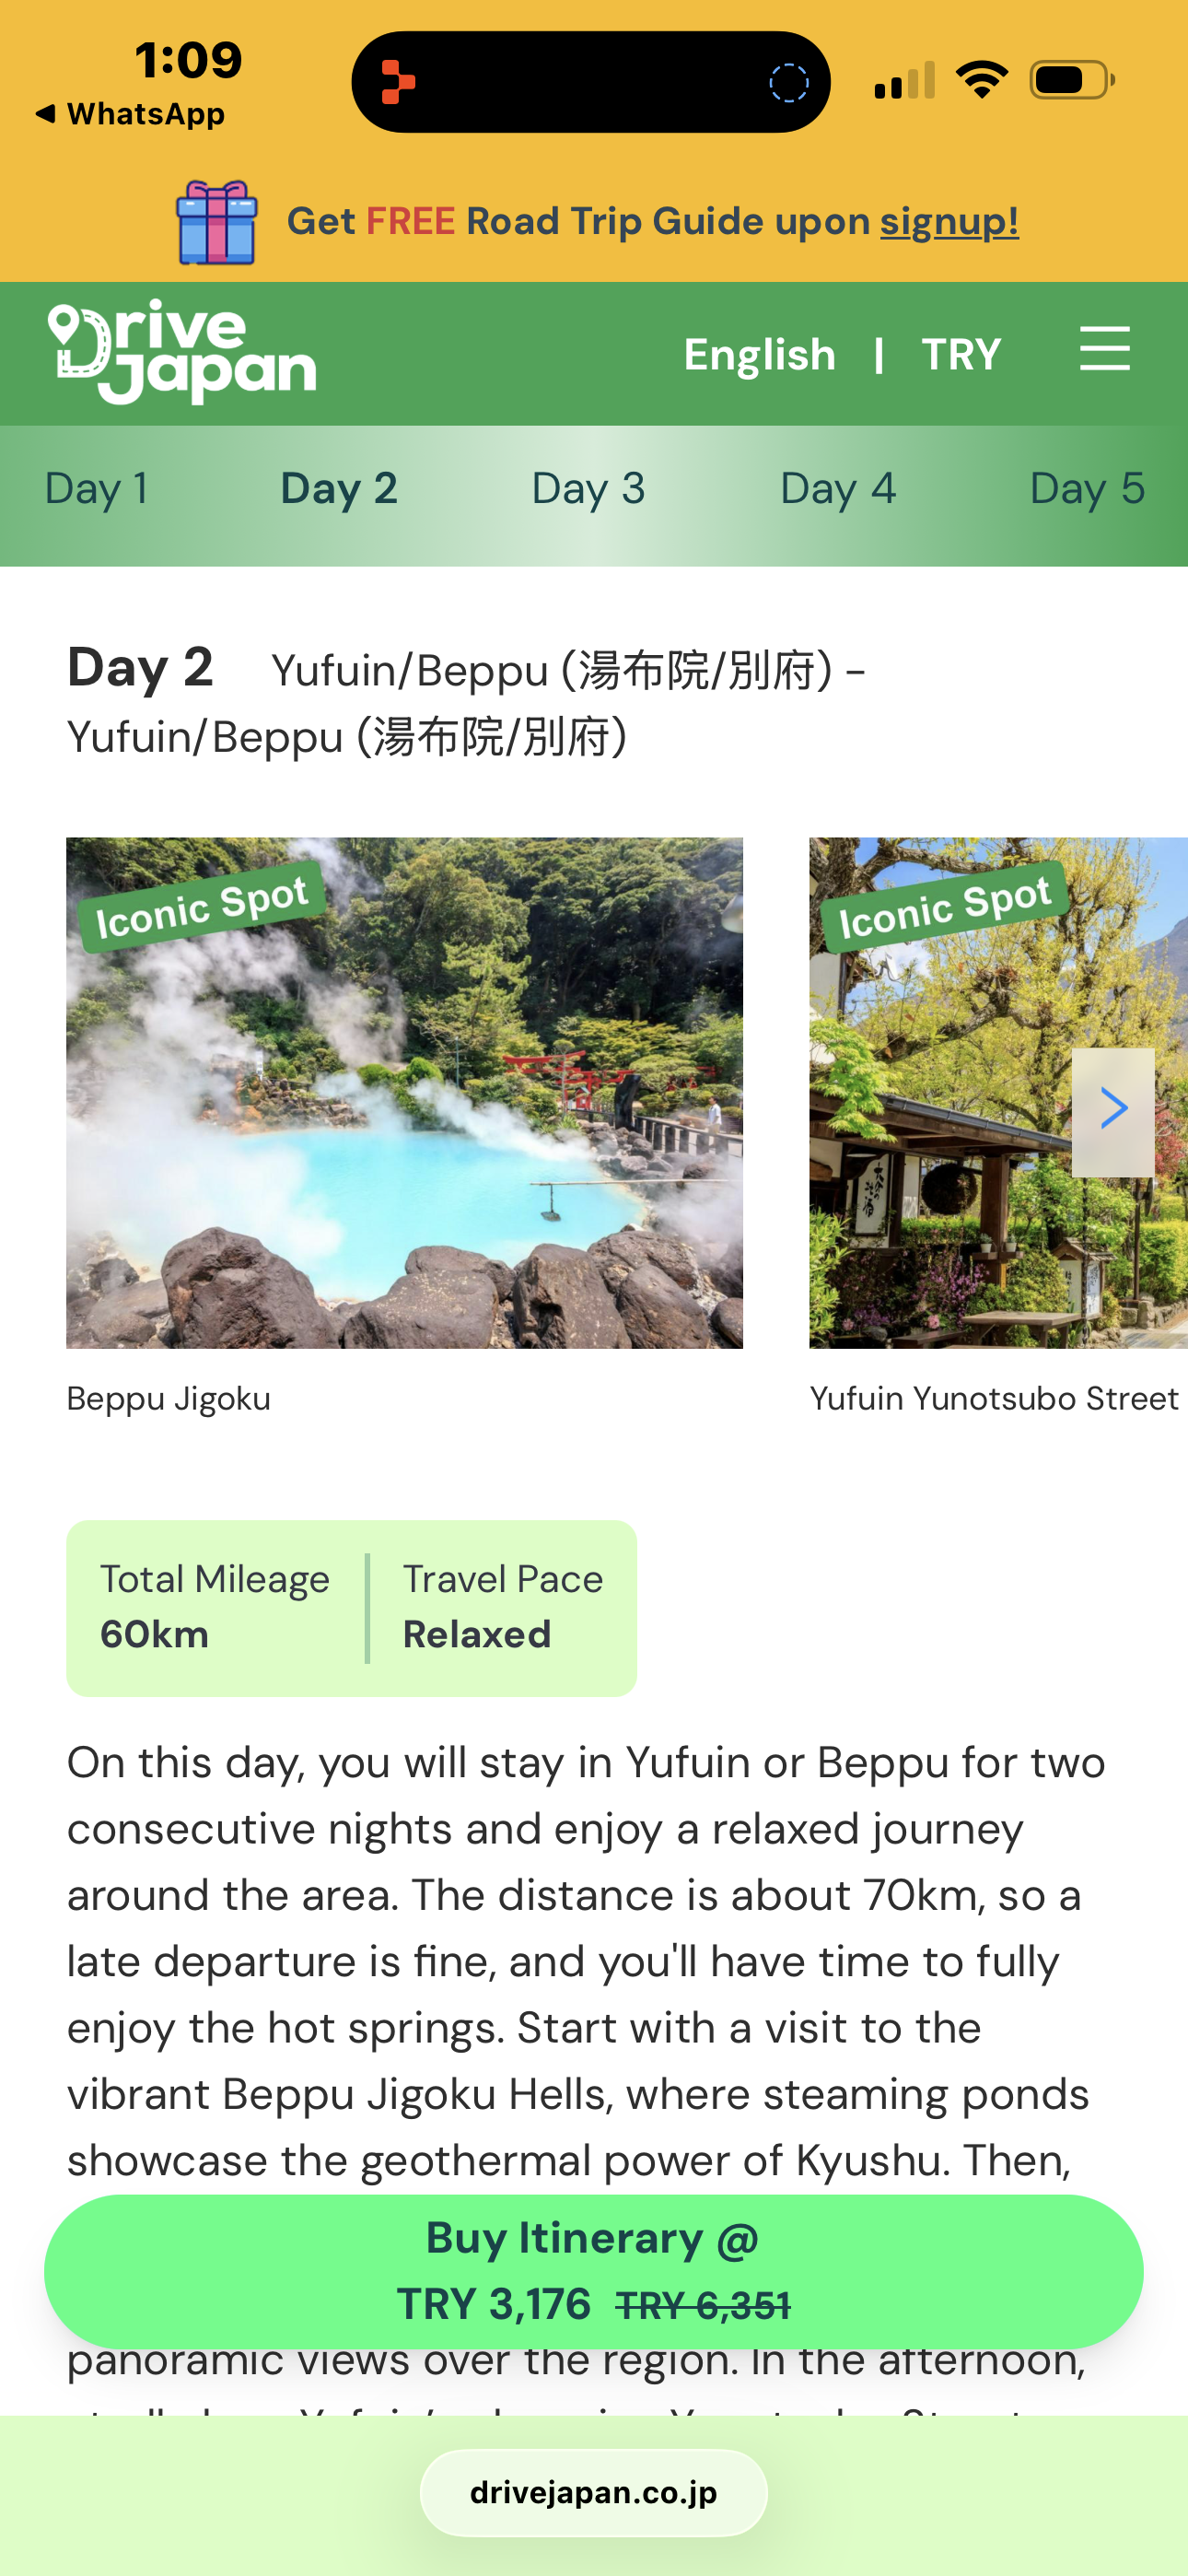 1:09
WhatsApp
Get FREE Road Trip Guide upon signup!
Drive
Japan
English | TRY
Day 1 Day 2 Day 3 Day 4 Day 5
Day 2 Yufuin/Beppu (湯布院/別府) -
Yufuin/Beppu (湯布院/別府)
Iconic Spot
Iconic Spot
Beppu Jigoku
Yufuin Yunotsubo Street
Total Mileage
60km
Travel Pace
Relaxed
On this day, you will stay in Yufuin or Beppu for two
consecutive nights and enjoy a relaxed journey
around the area. The distance is about 70km, so a
late departure is fine, and you'll have time to fully
enjoy the hot springs. Start with a visit to the
vibrant Beppu Jigoku Hells, where steaming ponds
showcase the geothermal power of Kyushu. Then,
Buy Itinerary @
TRY 3,176 TRY 6,351
panoramic views over the region. In the afternoon,
drivejapan.co.jp